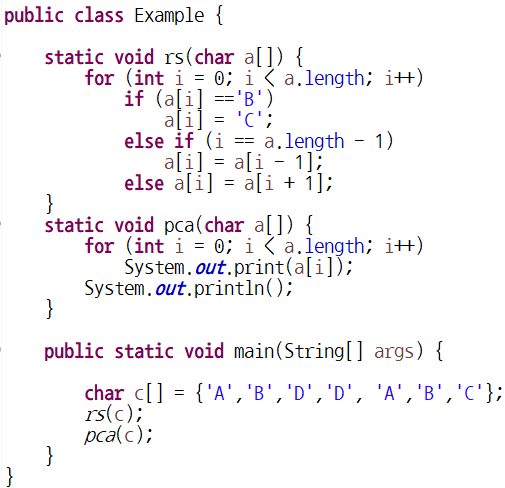 public class Example {
static void rs(char a[]) {
for (int i = 0; i < a.length; i++)
if (a[i] =='B')
a[i] = 'C';
else if (i == a.length - 1)
a[i] = a[i - 1];
else a[i] = a[i + 1];
}
static void pca(char a[]) {
for (int i = 0; i < a.length; i++)
System.out.print(a[i]);
System.out.println();
}
public static void main(String[] args) {
char c[] = {'A','B','D','D', 'A','B','C'};
rs(c);
pca(c);
}
}